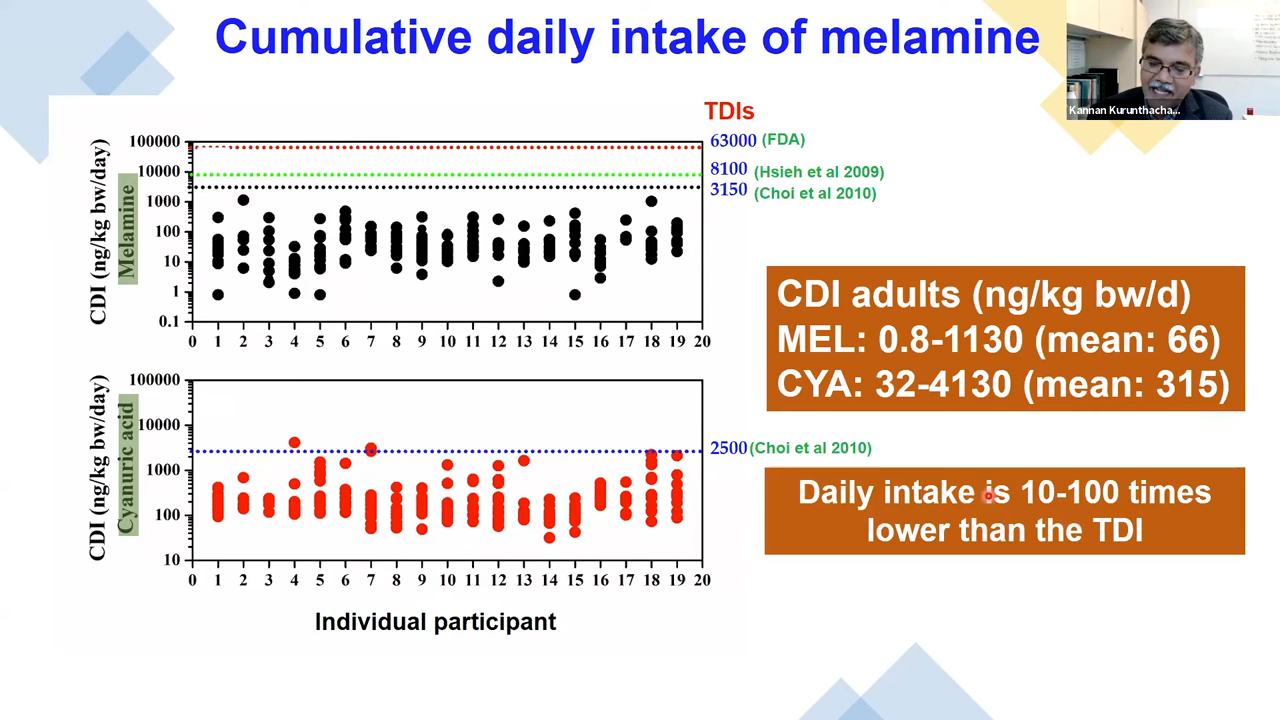 Cumulative daily intake of melamine
Kannan Kurunthacha...
TDIs
CDI (ng/kg bw/day)
Melamine
100000
10000
1000
100
10
1
0.1
0 1 2 3 4 5 6 7 8 9 10 11 12 13 14 15 16 17 18 19 20
63000 (FDA)
8100 (Hsieh et al 2009)
3150 (Choi et al 2010)
CDI adults (ng/kg bw/d)
MEL: 0.8-1130 (mean: 66)
CYA: 32-4130 (mean: 315)
CDI (ng/kg bw/day)
Cyanuric acid
100000
10000
1000
100
10
0 1 2 3 4 5 6 7 8 9 10 11 12 13 14 15 16 17 18 19 20
2500 (Choi et al 2010)
Daily intake is 10-100 times
lower than the TDI
Individual participant